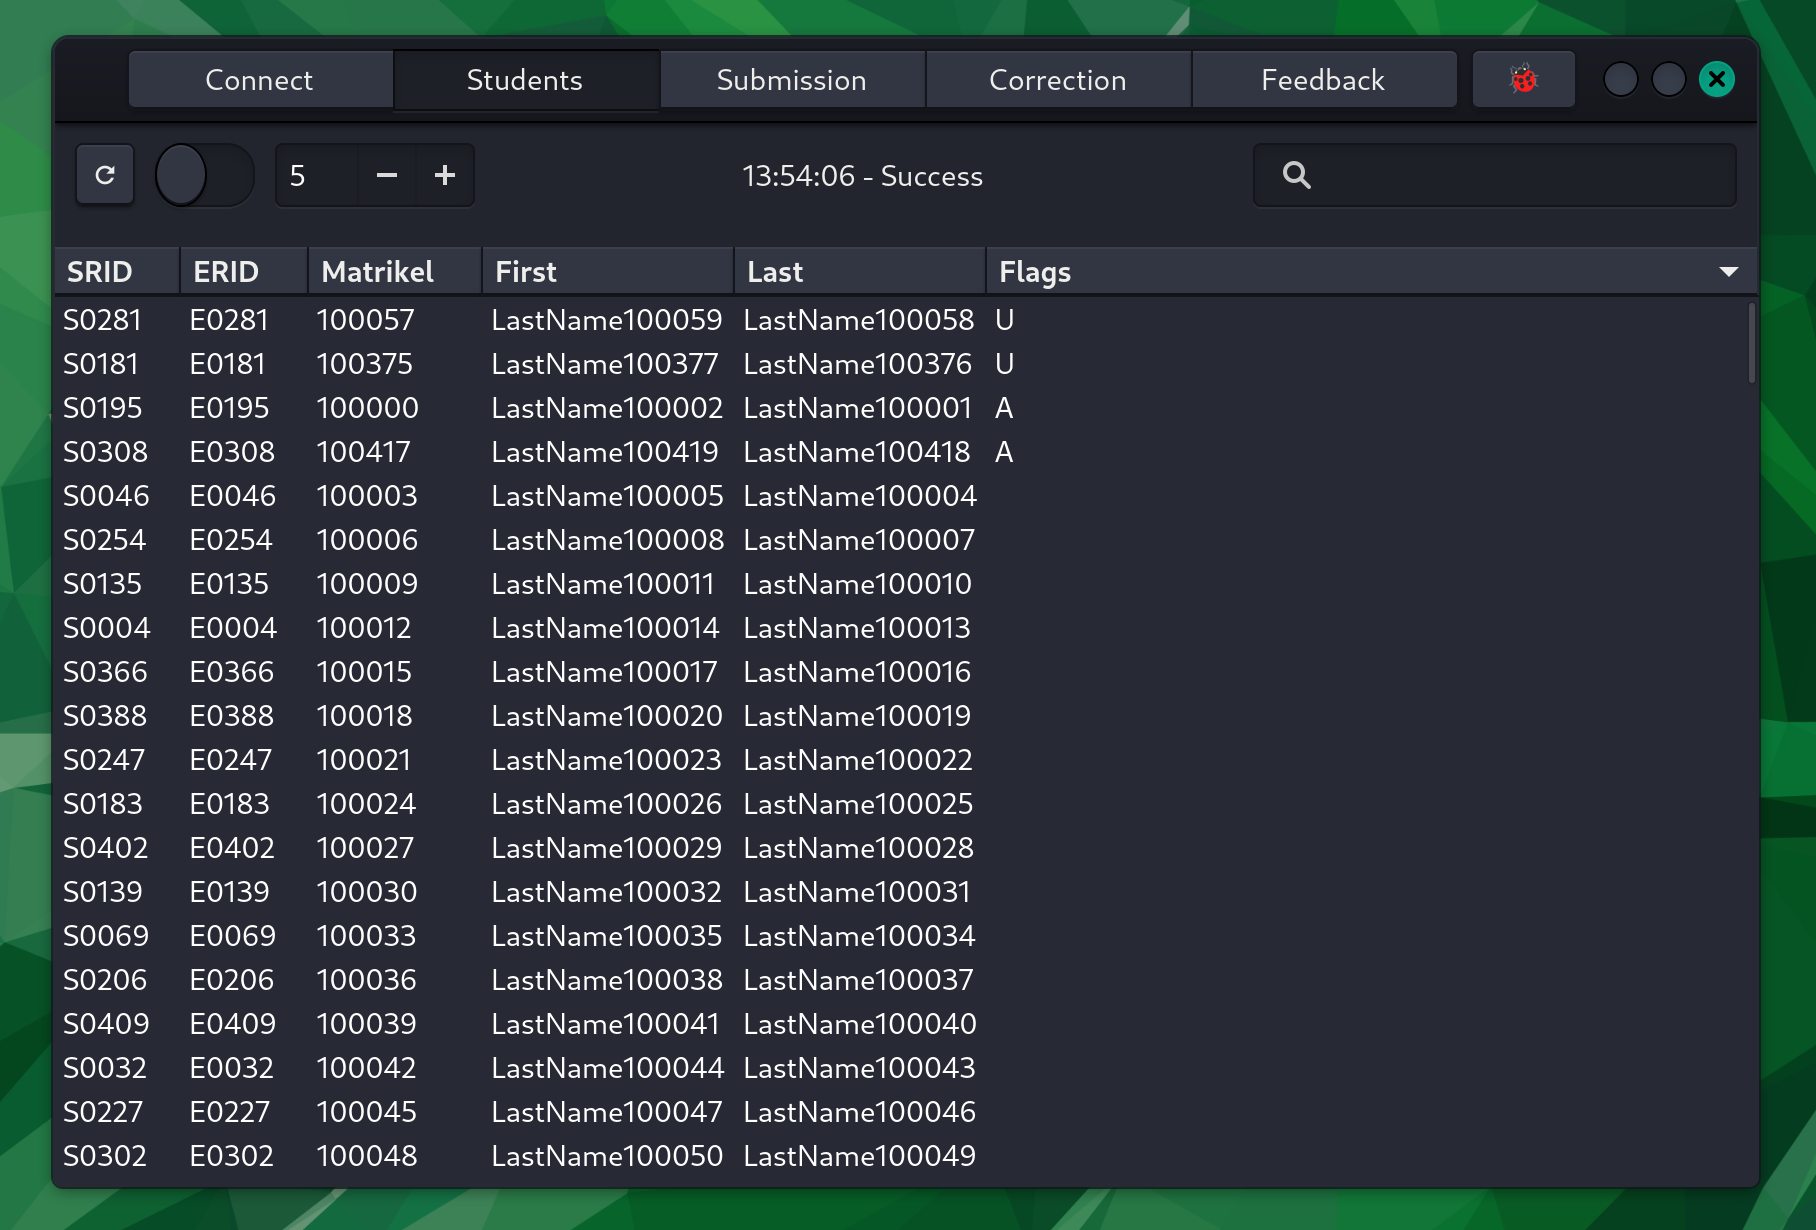 Connect Students Submission Correction Feedback
5 13:54:06 - Success
SRID ERID Matrikel First Last Flags
S0281 E0281 100057 LastName100059 LastName100058 U
S0181 E0181 100375 LastName100377 LastName100376 U
S0195 E0195 100000 LastName100002 LastName100001 A
S0308 E0308 100417 LastName100419 LastName100418 A
S0046 E0046 100003 LastName100005 LastName100004
S0254 E0254 100006 LastName100008 LastName100007
S0135 E0135 100009 LastName100011 LastName100010
S0004 E0004 100012 LastName100014 LastName100013
S0366 E0366 100015 LastName100017 LastName100016
S0388 E0388 100018 LastName100020 LastName100019
S0247 E0247 100021 LastName100023 LastName100022
S0183 E0183 100024 LastName100026 LastName100025
S0402 E0402 100027 LastName100029 LastName100028
S0139 E0139 100030 LastName100032 LastName100031
S0069 E0069 100033 LastName100035 LastName100034
S0206 E0206 100036 LastName100038 LastName100037
S0409 E0409 100039 LastName100041 LastName100040
S0032 E0032 100042 LastName100044 LastName100043
S0227 E0227 100045 LastName100047 LastName100046
S0302 E0302 100048 LastName100050 LastName100049